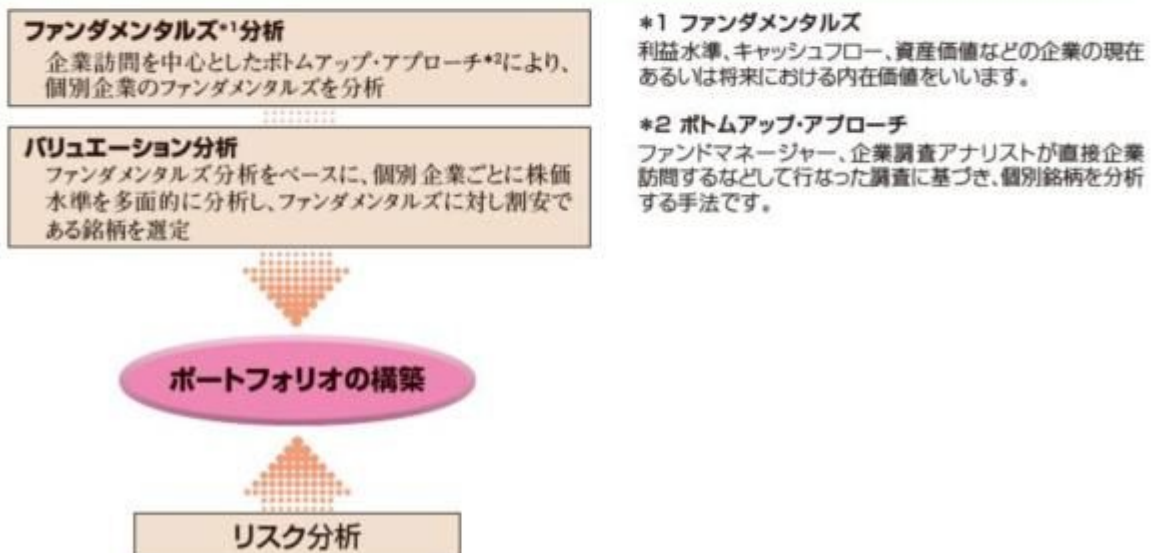 ファンダメンタルズ*1分析
企業訪問を中心としたボトムアップ・アプローチ*2により、
個別企業のファンダメンタルズを分析
バリュエーション分析
ファンダメンタルズ分析をベースに、個別企業ごとに株価
水準を多面的に分析し、ファンダメンタルズに対し割安で
ある銘柄を選定
ポートフォリオの構築
リスク分析
*1 ファンダメンタルズ
利益水準、キャッシュフロー、資産価値などの企業の現在
あるいは将来における内在価値をいいます。
*2 ボトムアップ・アプローチ
ファンドマネージャー、企業調査アナリストが直接企業
訪問するなどして行なった調査に基づき、個別銘柄を分析
する手法です。